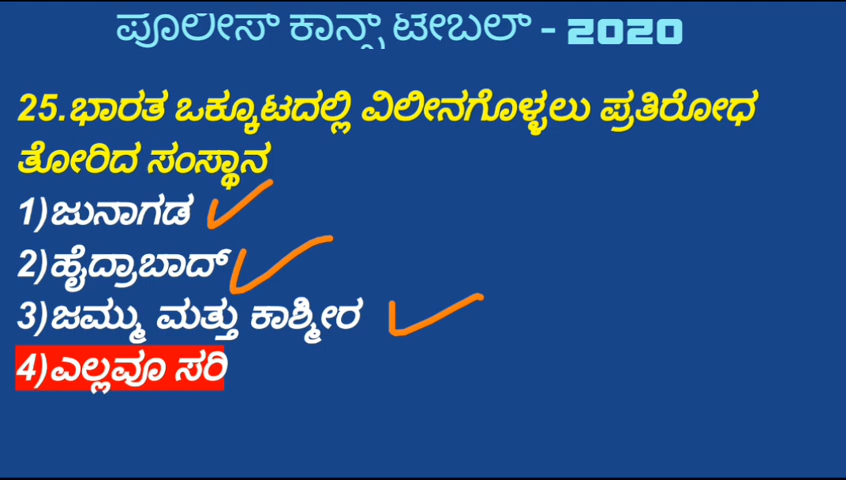 ಪೊಲೀಸ್ ಕಾನ್ಸ್ ಟೇಬಲ್ - 2020
25.ಭಾರತ ಒಕ್ಕೂಟದಲ್ಲಿ ವಿಲೀನಗೊಳ್ಳಲು ಪ್ರತಿರೋಧ
ತೋರಿದ ಸಂಸ್ಥಾನ
1)ಜುನಾಗಡ
2)ಹೈದ್ರಾಬಾದ್
3)ಜಮ್ಮು ಮತ್ತು ಕಾಶ್ಮೀರ
4)ಎಲ್ಲವೂ ಸರಿ